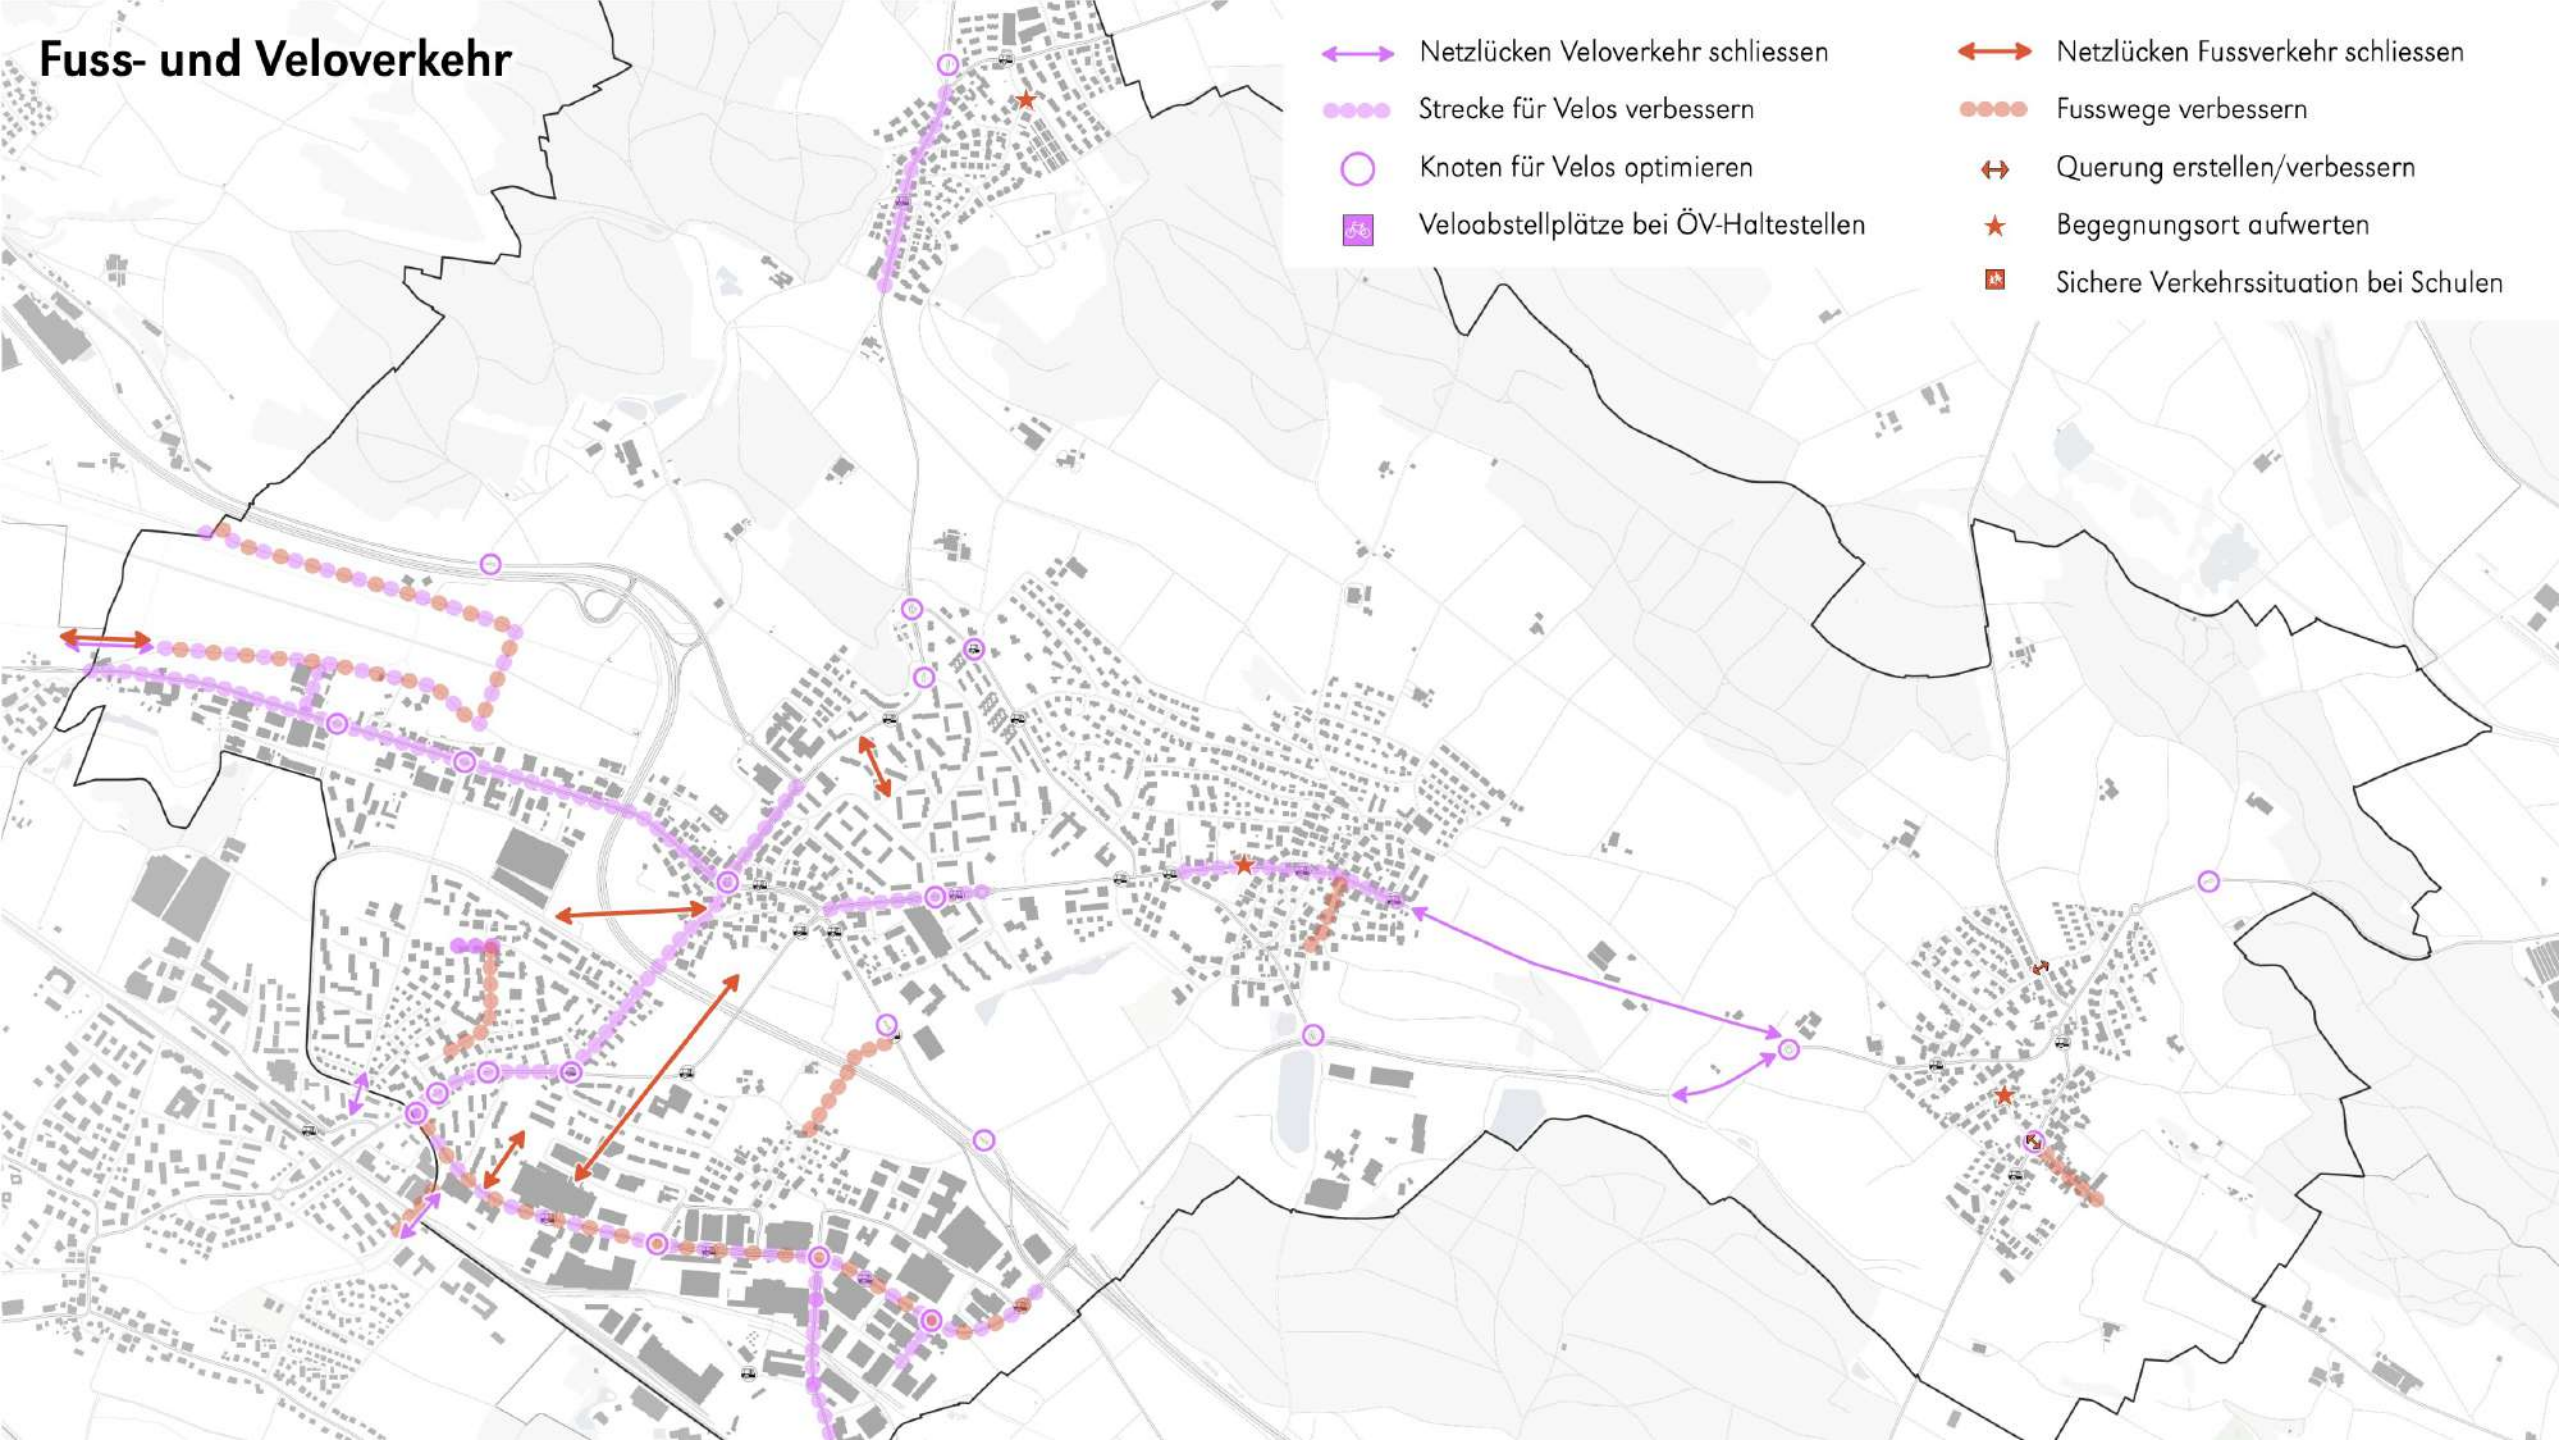 Fuss- und Veloverkehr
Netzlücken Veloverkehr schliessen
Strecke für Velos verbessern
Knoten für Velos optimieren
Veloabstellplätze bei ÖV-Haltestellen
Netzlücken Fussverkehr schliessen
Fusswege verbessern
Querung erstellen/verbessern
Begegnungsort aufwerten
Sichere Verkehrssituation bei Schulen